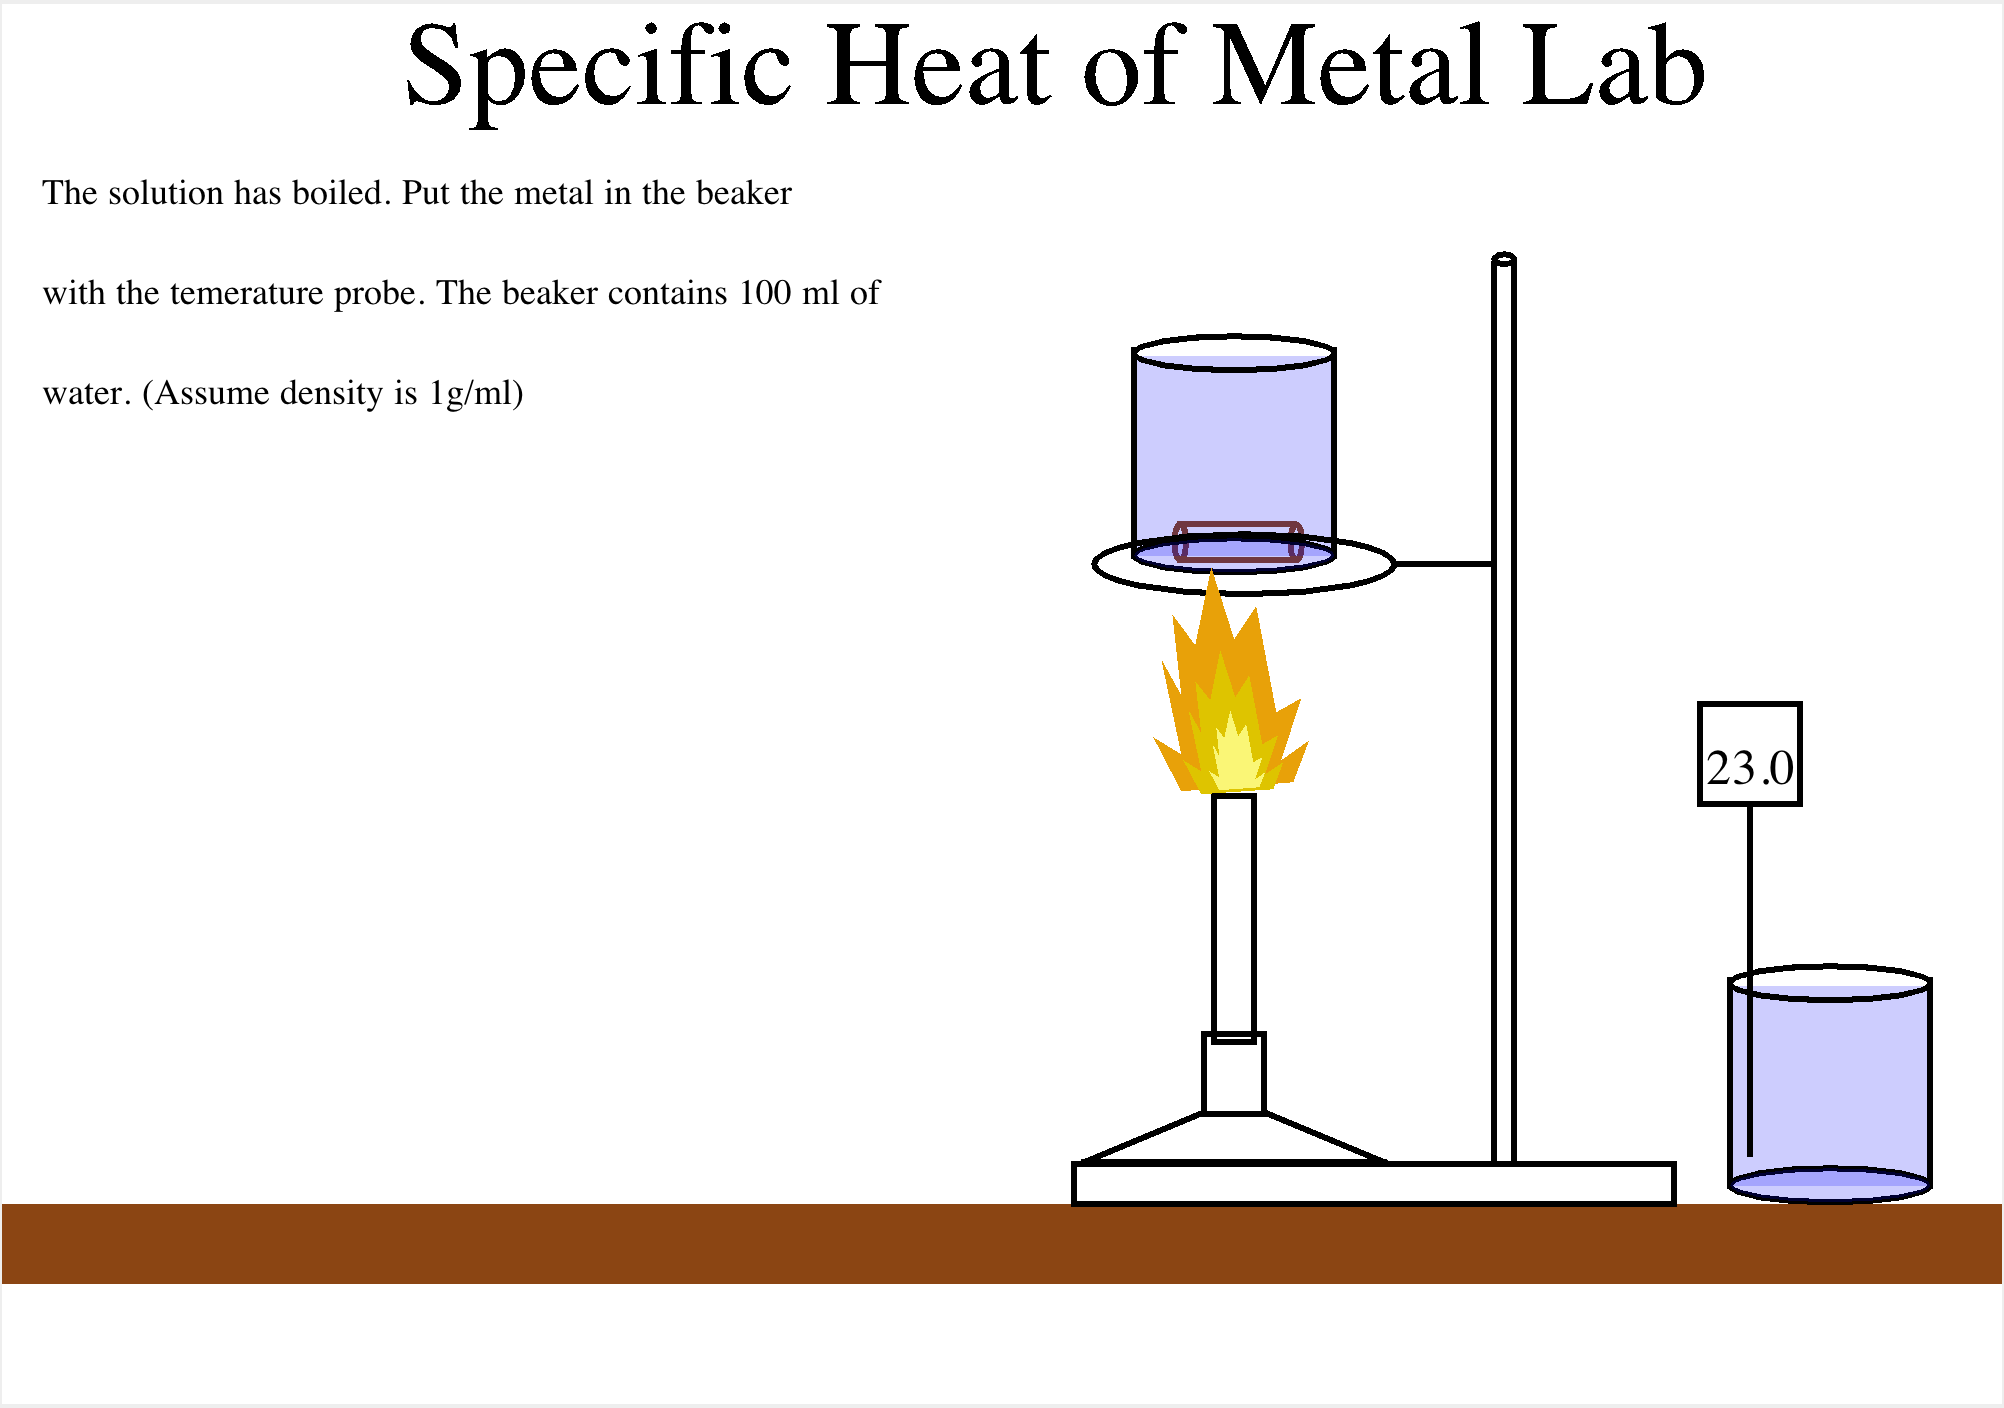 Specific Heat of Metal Lab
The solution has boiled. Put the metal in the beaker
with the temerature probe. The beaker contains 100 ml of
water. (Assume density is 1g/ml)
23.0